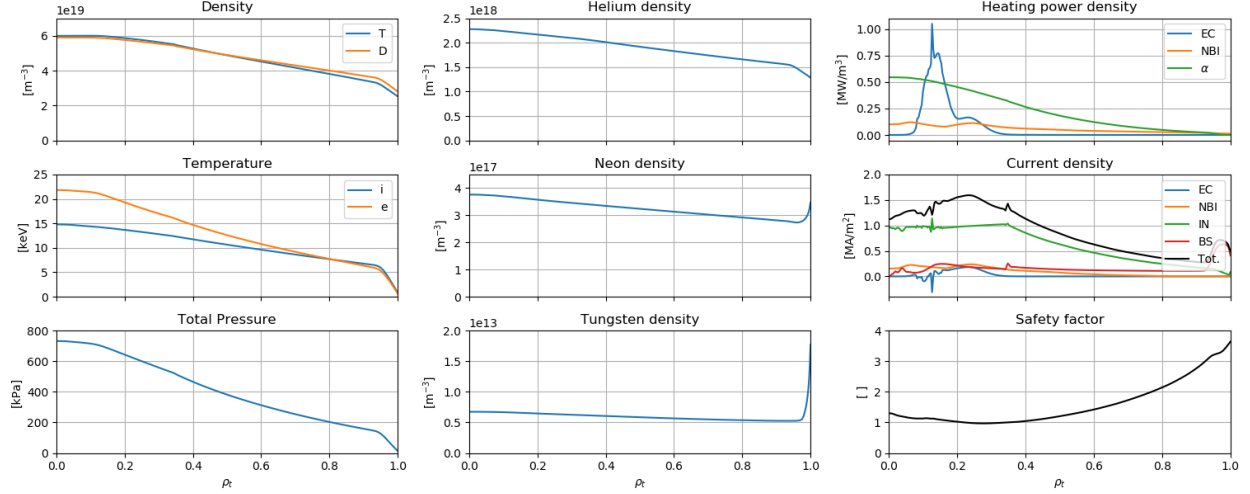 Density
1e19
[m⁻³]
6
4
2
0
T
D
Helium density
1e18
[m⁻³]
2.5
2.0
1.5
1.0
0.5
0.0
Heating power density
[MW/m³]
1.00
0.75
0.50
0.25
0.00
EC
NBI
α
Temperature
[keV]
25
20
15
10
5
0
i
e
Neon density
1e17
[m⁻³]
4
3
2
1
0
Current density
[MA/m²]
2.0
1.5
1.0
0.5
0.0
EC
NBI
IN
BS
Tot.
Total Pressure
[kPa]
800
600
400
200
0
0.0 0.2 0.4 0.6 0.8 1.0
ρt
Tungsten density
1e13
[m⁻³]
2.0
1.5
1.0
0.5
0.0
0.0 0.2 0.4 0.6 0.8 1.0
ρt
Safety factor
[ ]
4
3
2
1
0
0.0 0.2 0.4 0.6 0.8 1.0
ρt